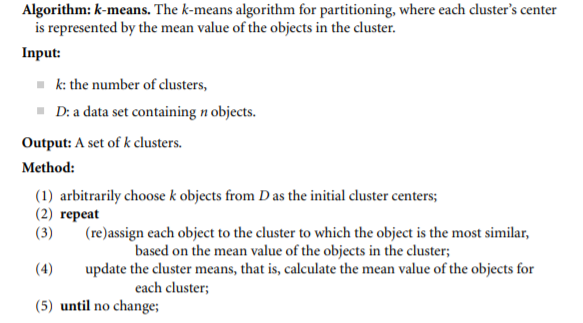 Algorithm: k-means. The k-means algorithm for partitioning, where each cluster's center
is represented by the mean value of the objects in the cluster.
Input:
k: the number of clusters,
D: a data set containing n objects.
Output: A set of k clusters.
Method:
(1) arbitrarily choose k objects from D as the initial cluster centers;
(2) repeat
(3) (re)assign each object to the cluster to which the object is the most similar,
based on the mean value of the objects in the cluster;
(4) update the cluster means, that is, calculate the mean value of the objects for
each cluster;
(5) until no change;